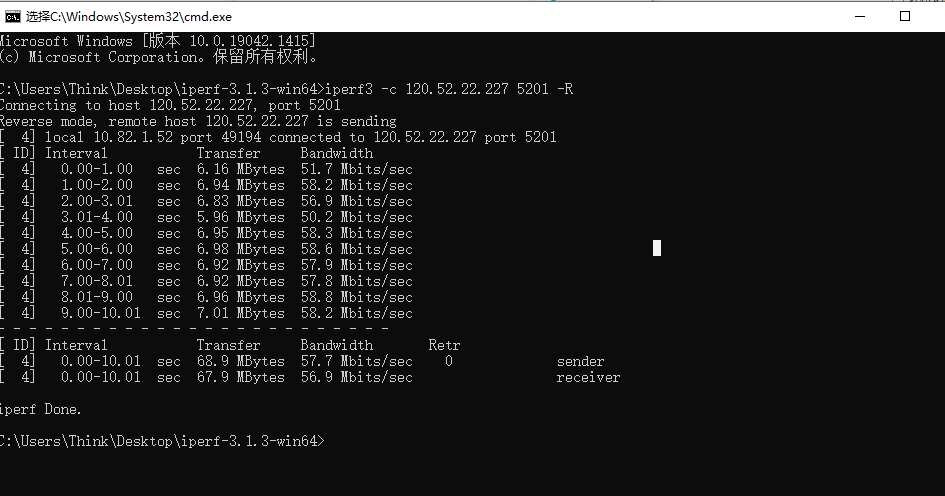 选择C:\Windows\System32\cmd.exe
Microsoft Windows [版本 10.0.19042.1415]
(c) Microsoft Corporation。保留所有权利。
C:\Users\Think\Desktop\iperf-3.1.3-win64>iperf3 -c 120.52.22.227 5201 -R
Connecting to host 120.52.22.227, port 5201
Reverse mode, remote host 120.52.22.227 is sending
[  4] local 10.82.1.52 port 49194 connected to 120.52.22.227 port 5201
[ ID] Interval           Transfer     Bandwidth
[  4]   0.00-1.00   sec  6.16 MBytes  51.7 Mbits/sec
[  4]   1.00-2.00   sec  6.94 MBytes  58.2 Mbits/sec
[  4]   2.00-3.01   sec  6.83 MBytes  56.9 Mbits/sec
[  4]   3.01-4.00   sec  5.96 MBytes  50.2 Mbits/sec
[  4]   4.00-5.00   sec  6.95 MBytes  58.3 Mbits/sec
[  4]   5.00-6.00   sec  6.98 MBytes  58.6 Mbits/sec
[  4]   6.00-7.00   sec  6.92 MBytes  57.9 Mbits/sec
[  4]   7.00-8.01   sec  6.92 MBytes  57.8 Mbits/sec
[  4]   8.01-9.00   sec  6.96 MBytes  58.8 Mbits/sec
[  4]   9.00-10.01  sec  7.01 MBytes  58.2 Mbits/sec
- - - - - - - - - - - - - - - - - - - - - - - - -
[ ID] Interval           Transfer     Bandwidth       Retr
[  4]   0.00-10.01  sec  68.9 MBytes  57.7 Mbits/sec    0             sender
[  4]   0.00-10.01  sec  67.9 MBytes  56.9 Mbits/sec                  receiver
iperf Done.
C:\Users\Think\Desktop\iperf-3.1.3-win64>